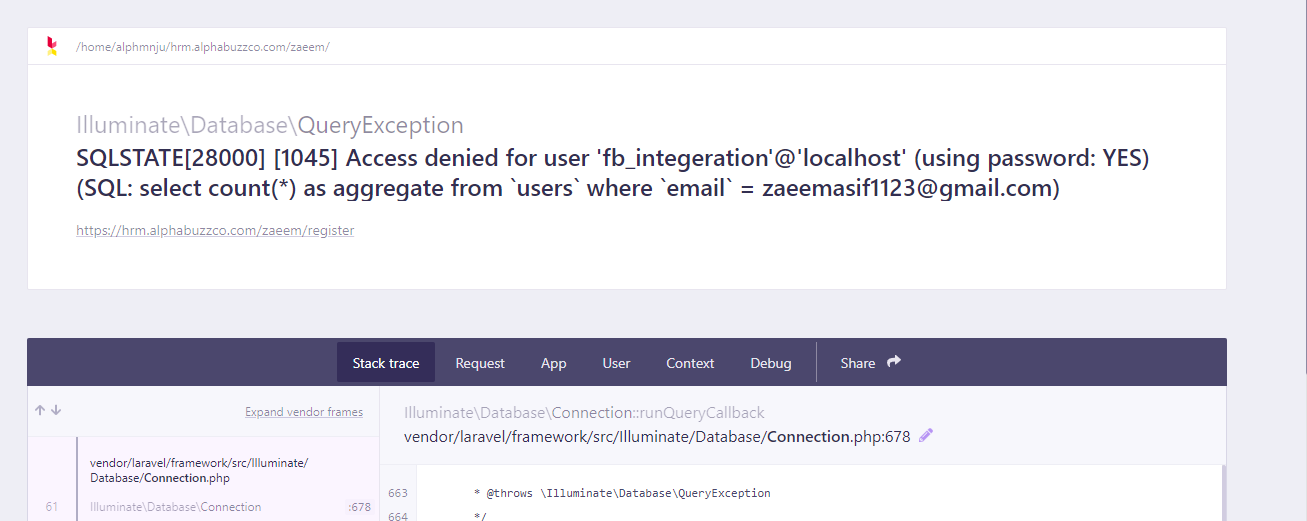 /home/alphmnju/hrm.alphabuzzco.com/zaeem/
Illuminate\Database\QueryException
SQLSTATE[28000] [1045] Access denied for user 'fb_integeration'@'localhost' (using password: YES)
(SQL: select count(*) as aggregate from `users` where `email` = zaeemasif1123@gmail.com)
https://hrm.alphabuzzco.com/zaeem/register
Stack trace Request App User Context Debug Share
Expand vendor frames
vendor/laravel/framework/src/Illuminate/
Database/Connection.php
61 Illuminate\Database\Connection :678
Illuminate\Database\Connection::runQueryCallback
vendor/laravel/framework/src/Illuminate/Database/Connection.php:678
663 * @throws \Illuminate\Database\QueryException
664 */